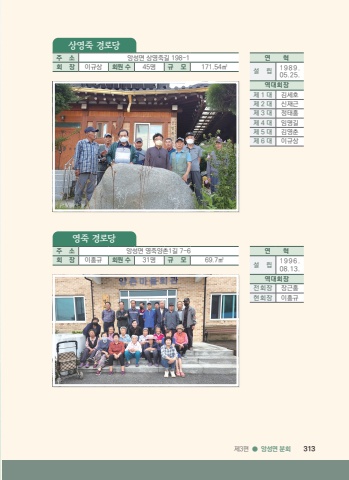 상영죽 경로당
주 소 앙성면 상영죽길 198-1
회 장 이규상 회원 수 45명 규 모 171.54㎡
연 혁
설 립 1989. 05.25.
역대회장
제 1 대 김세호
제 2 대 신재근
제 3 대 정태흠
제 4 대 임명길
제 5 대 김영준
제 6 대 이규상
영죽 경로당
주 소 앙성면 영죽양촌1길 7-6
회 장 이흥규 회원 수 31명 규 모 69.7㎡
양촌마을회관
연 혁
설 립 1996. 08.13.
역대회장
전회장 장근흥
현회장 이흥규
제3편 ● 앙성면 문화 313